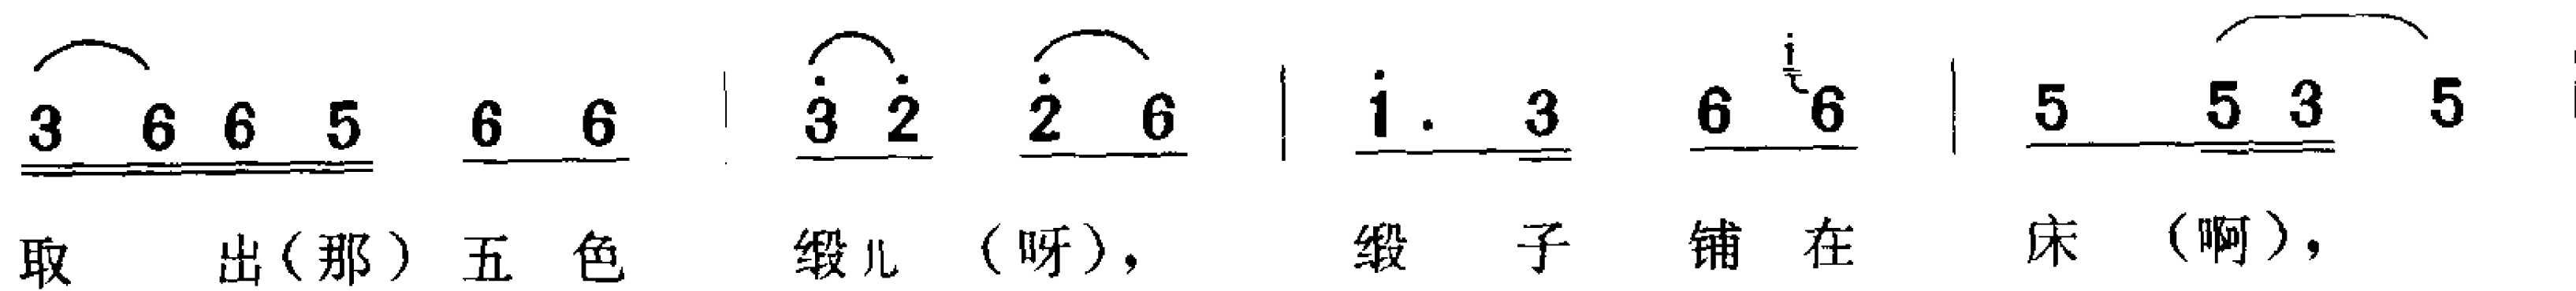 3 6 6 5 6 6 | 3̇ 2̇ 2̇ 6 | 1̇. 3 6 i̇6 | 5 5 3 5
取 出(那) 五 色 缎儿 (呀), 缎 子 铺 在 床 (啊),